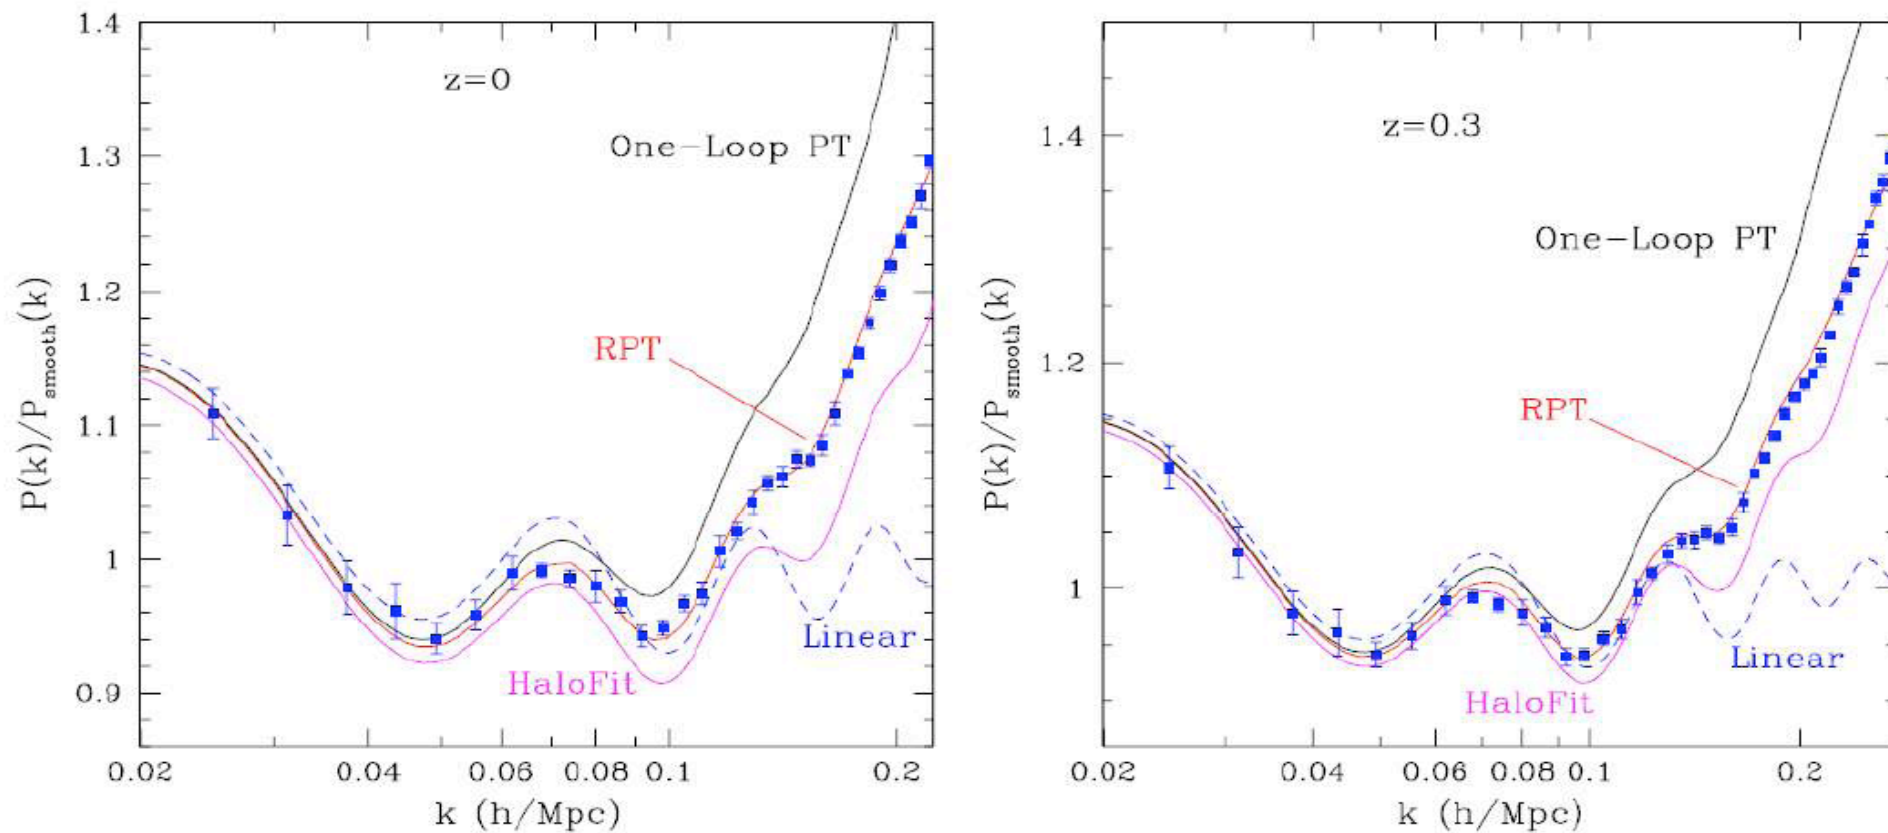 1.4
1.3
1.2
1.1
1
0.9
P(k)/P_smooth(k)
z=0
One−Loop PT
RPT
HaloFit
Linear
0.02 0.04 0.06 0.08 0.1 0.2
k (h/Mpc)
1.4
1.2
1
P(k)/P_smooth(k)
z=0.3
One−Loop PT
RPT
HaloFit
Linear
0.02 0.04 0.06 0.08 0.1 0.2
k (h/Mpc)